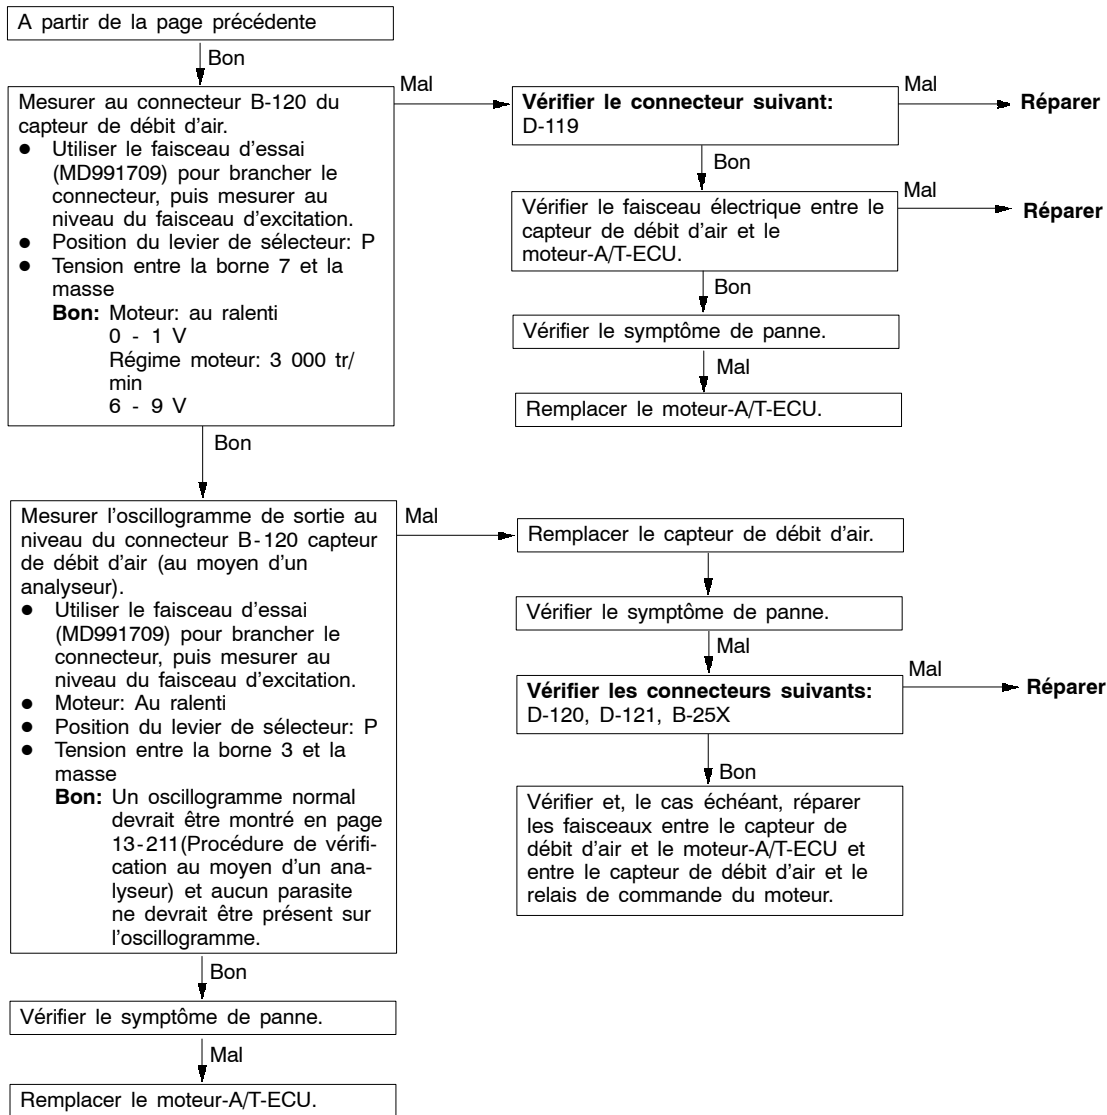 A partir de la page précédente
Bon
Mesurer au connecteur B-120 du
capteur de débit d'air.
● Utiliser le faisceau d'essai
(MD991709) pour brancher le
connecteur, puis mesurer au
niveau du faisceau d'excitation.
● Position du levier de sélecteur: P
● Tension entre la borne 7 et la
masse
Bon: Moteur: au ralenti
0 - 1 V
Régime moteur: 3 000 tr/
min
6 - 9 V
Mal
Vérifier le connecteur suivant:
D-119
Mal
Réparer
Bon
Vérifier le faisceau électrique entre le
capteur de débit d'air et le
moteur-A/T-ECU.
Mal
Réparer
Bon
Vérifier le symptôme de panne.
Mal
Remplacer le moteur-A/T-ECU.
Bon
Mesurer l'oscillogramme de sortie au
niveau du connecteur B-120 capteur
de débit d'air (au moyen d'un
analyseur).
● Utiliser le faisceau d'essai
(MD991709) pour brancher le
connecteur, puis mesurer au
niveau du faisceau d'excitation.
● Moteur: Au ralenti
● Position du levier de sélecteur: P
● Tension entre la borne 3 et la
masse
Bon: Un oscillogramme normal
devrait être montré en page
13-211(Procédure de vérifi-
cation au moyen d'un ana-
lyseur) et aucun parasite
ne devrait être présent sur
l'oscillogramme.
Mal
Remplacer le capteur de débit d'air.
Vérifier le symptôme de panne.
Mal
Vérifier les connecteurs suivants:
D-120, D-121, B-25X
Mal
Réparer
Bon
Vérifier et, le cas échéant, réparer
les faisceaux entre le capteur de
débit d'air et le moteur-A/T-ECU et
entre le capteur de débit d'air et le
relais de commande du moteur.
Bon
Vérifier le symptôme de panne.
Mal
Remplacer le moteur-A/T-ECU.